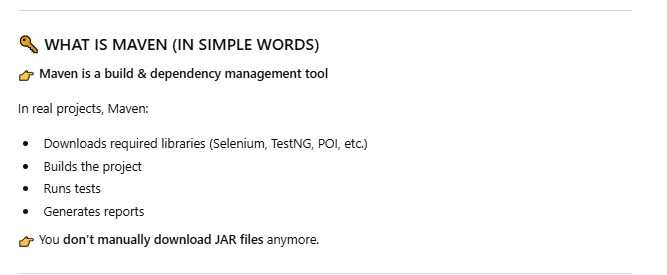 🔑 WHAT IS MAVEN (IN SIMPLE WORDS)
👉 Maven is a build & dependency management tool
In real projects, Maven:
• Downloads required libraries (Selenium, TestNG, POI, etc.)
• Builds the project
• Runs tests
• Generates reports
👉 You don’t manually download JAR files anymore.